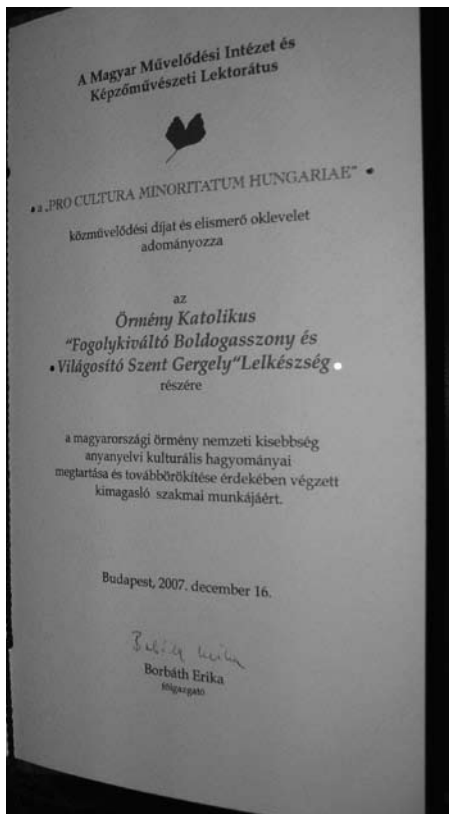 A Magyar Művelődési Intézet és
Képzőművészeti Lektorátus
a „PRO CULTURA MINORITATUM HUNGARIAE"
közművelődési díjat és elismerő oklevelet
adományozza
az
Örmény Katolikus
"Fogolykiváltó Boldogasszony és
Világosító Szent Gergely"Lelkészség
részére
a magyarországi örmény nemzeti kisebbség
anyanyelvi kulturális hagyományai
megtartása és továbbörökítése érdekében végzett
kimagasló szakmai munkájáért.
Budapest, 2007. december 16.
Borbáth Erika
főigazgató